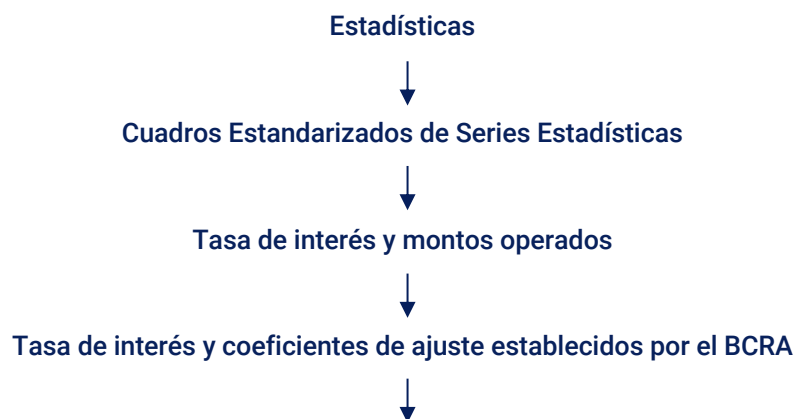 Estadísticas
Cuadros Estandarizados de Series Estadísticas
Tasa de interés y montos operados
Tasa de interés y coeficientes de ajuste establecidos por el BCRA